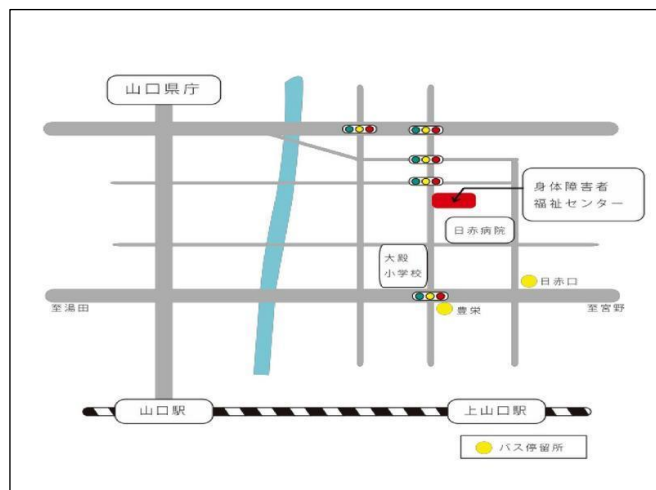 山口県庁
身体障害者
福祉センター
日赤病院
大殿
小学校
日赤口
至湯田
豊栄
至宮野
山口駅
上山口駅
バス停留所